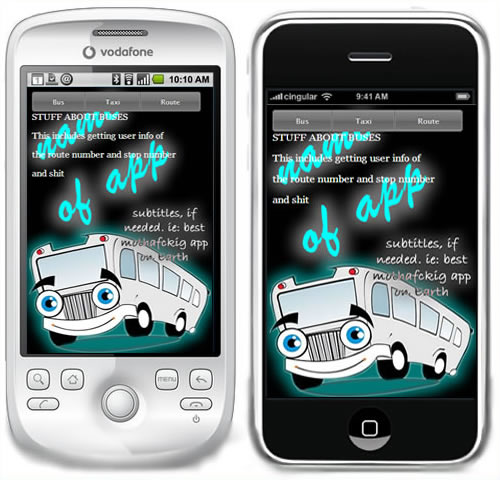 vodafone
10:10 AM
Bus Taxi Route
STUFF ABOUT BUSES
This includes getting user info of
the route number and stop number
and shit
name
of app
subtitles, if
needed. ie: best
mothafckig app
on Earth
MENU
cingular 9:41 AM
Bus Taxi Route
STUFF ABOUT BUSES
This includes getting user info of
the route number and stop number
and shit
name
of app
subtitles, if
needed. ie: best
mothafckig app
on Earth